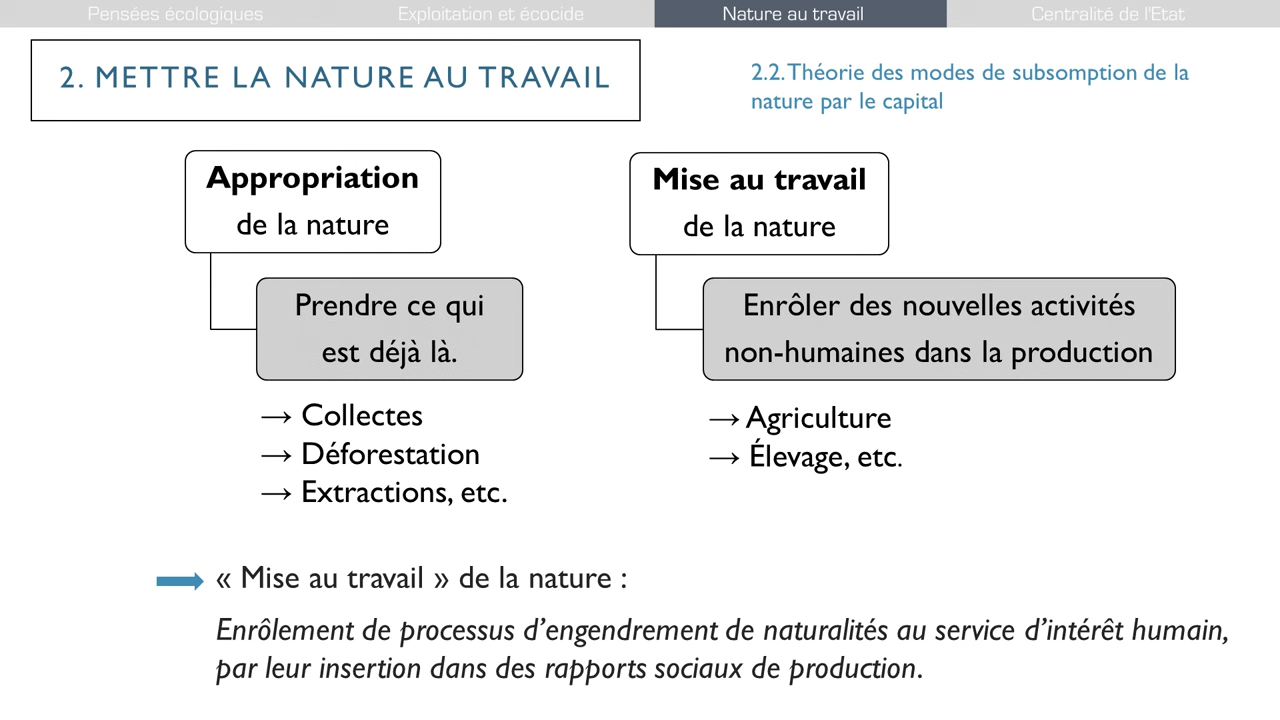 Pensées écologiques
Exploitation et écocide
Nature au travail
Centralité de l'Etat
2. METTRE LA NATURE AU TRAVAIL
2.2. Théorie des modes de subsomption de la
nature par le capital
Appropriation
de la nature
Prendre ce qui
est déjà là.
→ Collectes
→ Déforestation
→ Extractions, etc.
Mise au travail
de la nature
Enrôler des nouvelles activités
non-humaines dans la production
→ Agriculture
→ Élevage, etc.
« Mise au travail » de la nature :
Enrôlement de processus d’engendrement de naturalités au service d’intérêt humain,
par leur insertion dans des rapports sociaux de production.